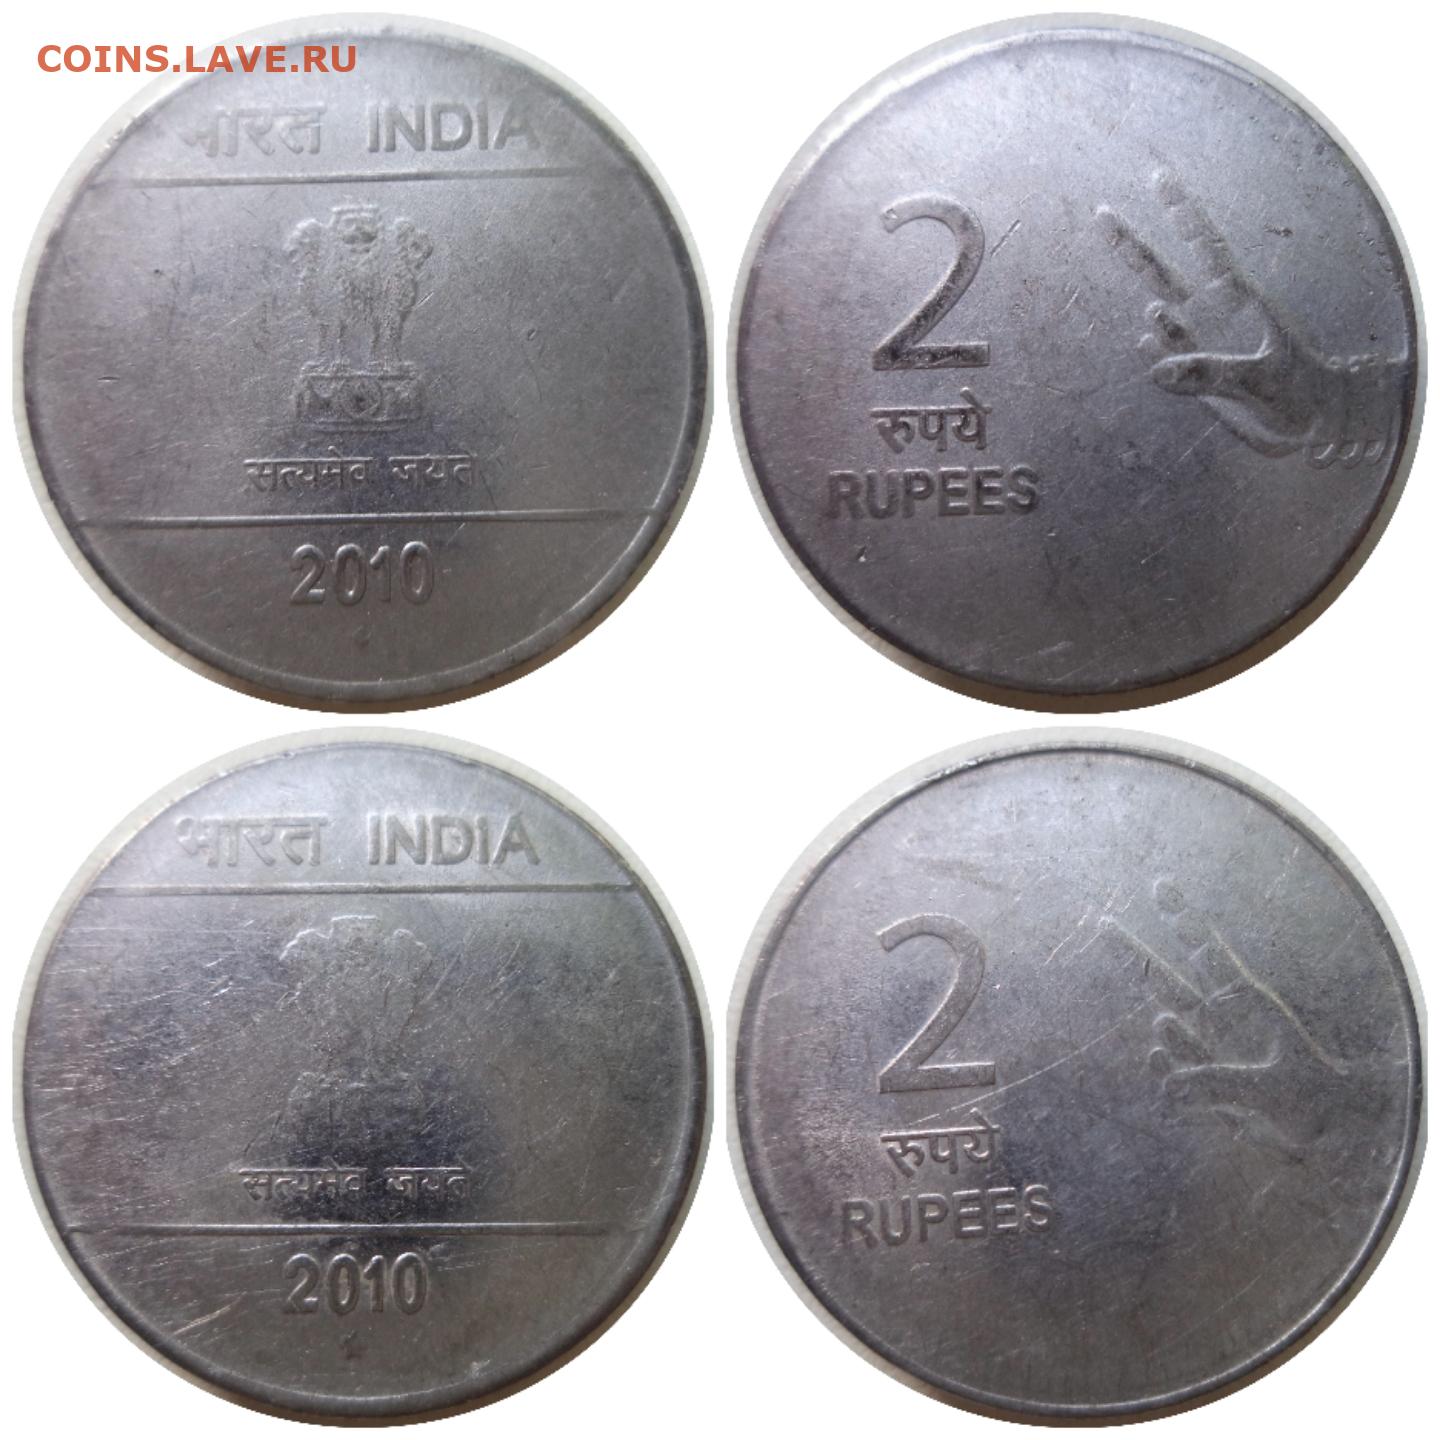 COINS.LAVE.RU
भारत INDIA
सत्यमेव जयते
2010
2
रुपये
RUPEES
भारत INDIA
सत्यमेव जयते
2010
2
रुपये
RUPEES